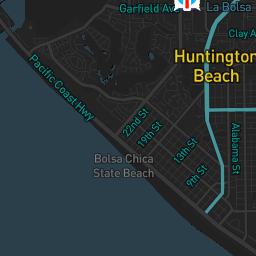 Garfield Ave
La Bolsa
Clay A
Huntington
Beach
Pacific Coast Hwy
22nd St
19th St
Bolsa Chica
State Beach
13th St
9th St
Alabama St